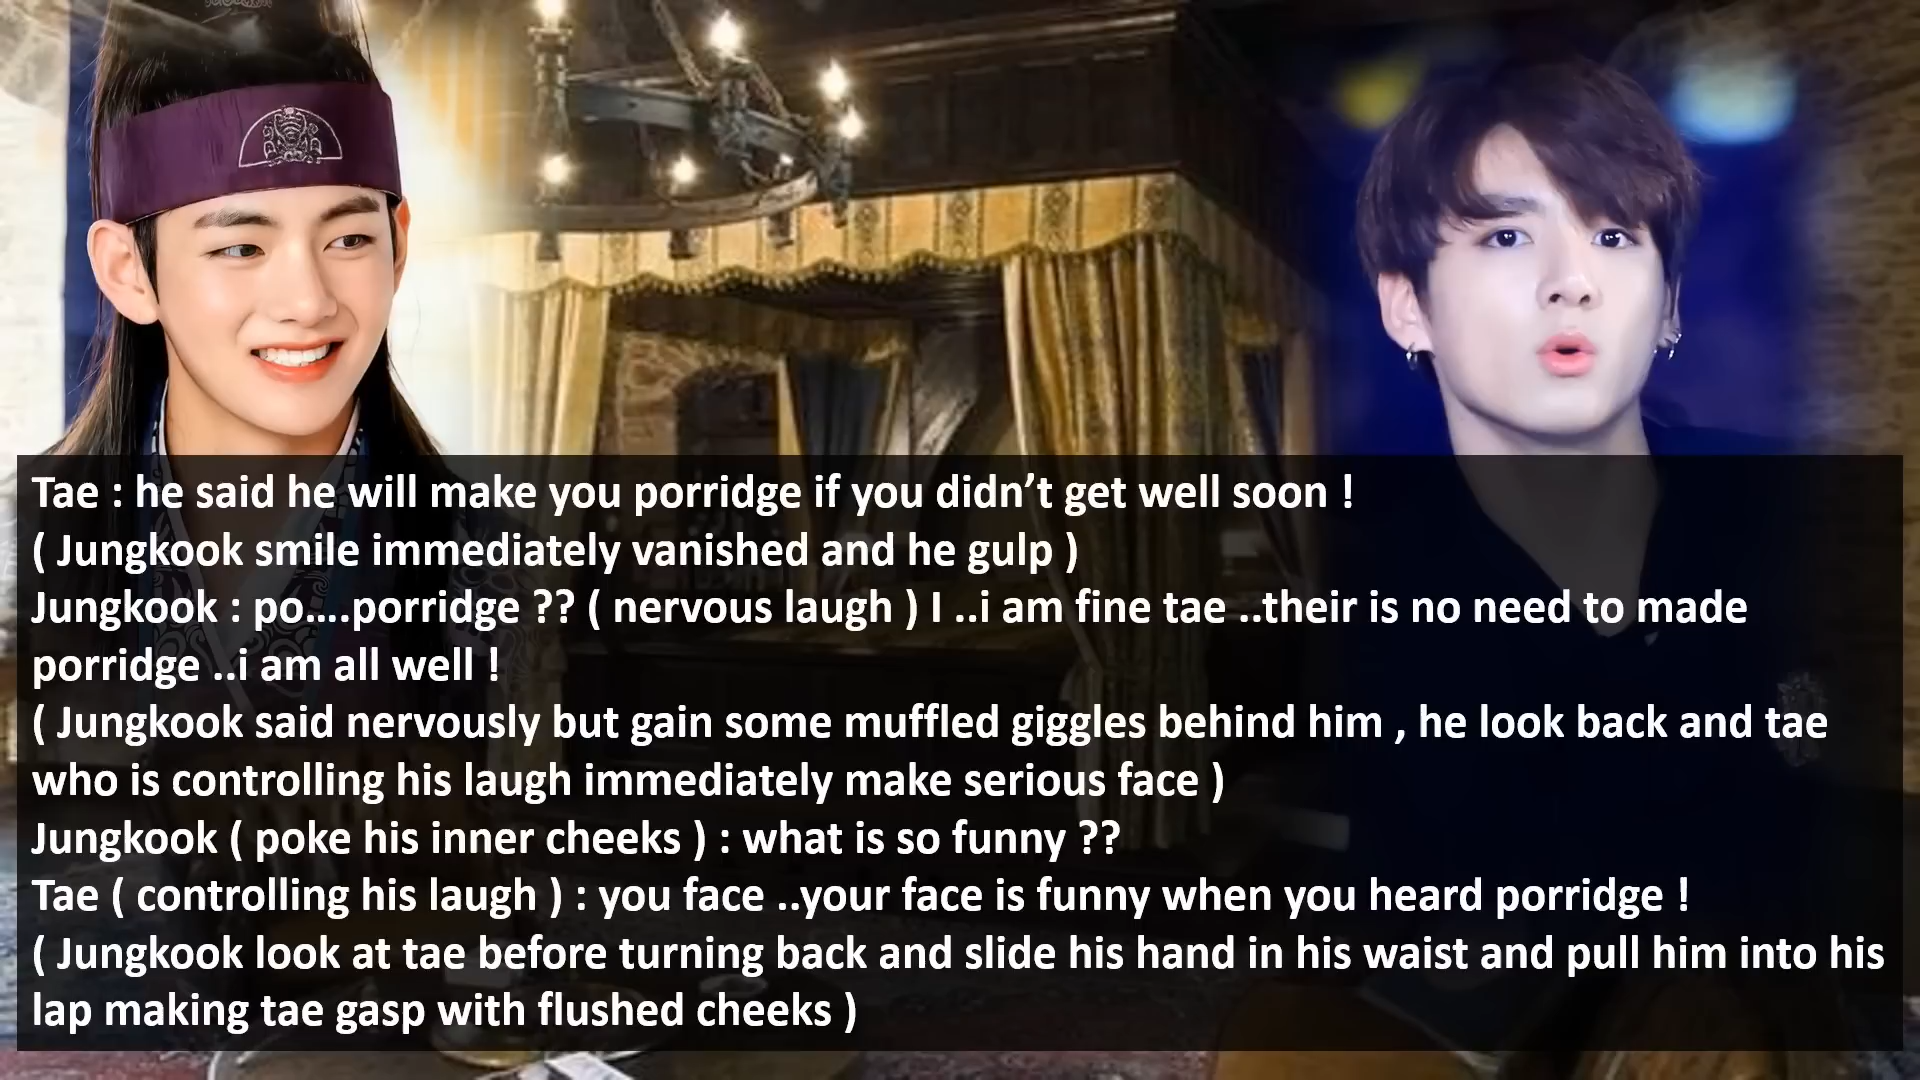 Tae : he said he will make you porridge if you didn’t get well soon !
( Jungkook smile immediately vanished and he gulp )
Jungkook : po....porridge ?? ( nervous laugh ) I ..i am fine tae ..their is no need to made
porridge ..i am all well !
( Jungkook said nervously but gain some muffled giggles behind him , he look back and tae
who is controlling his laugh immediately make serious face )
Jungkook ( poke his inner cheeks ) : what is so funny ??
Tae ( controlling his laugh ) : you face ..your face is funny when you heard porridge !
( Jungkook look at tae before turning back and slide his hand in his waist and pull him into his
lap making tae gasp with flushed cheeks )